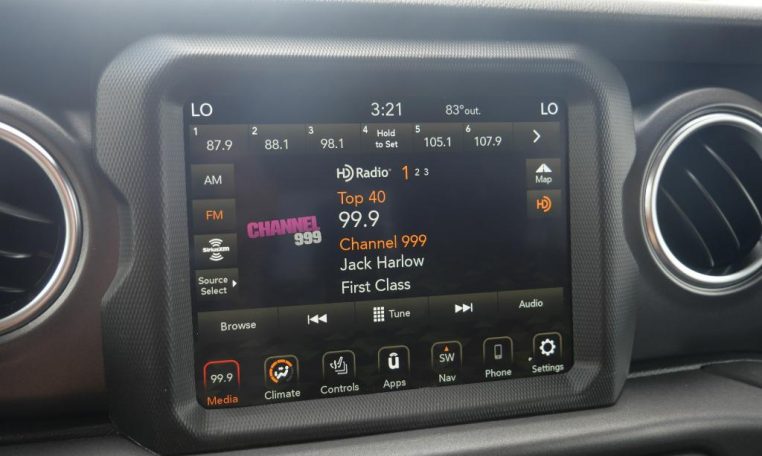 LO 3:21 83°out. LO
1 87.9 2 88.1 3 98.1 4 Hold to Set 5 105.1 6 107.9
HD Radio 1 2 3
AM
Map
Top 40
FM
99.9
HD
CHANNEL 999
Channel 999
SiriusXM
Jack Harlow
Source Select
First Class
Browse Tune Audio
99.9 SW
Media Climate Controls Apps Nav Phone Settings